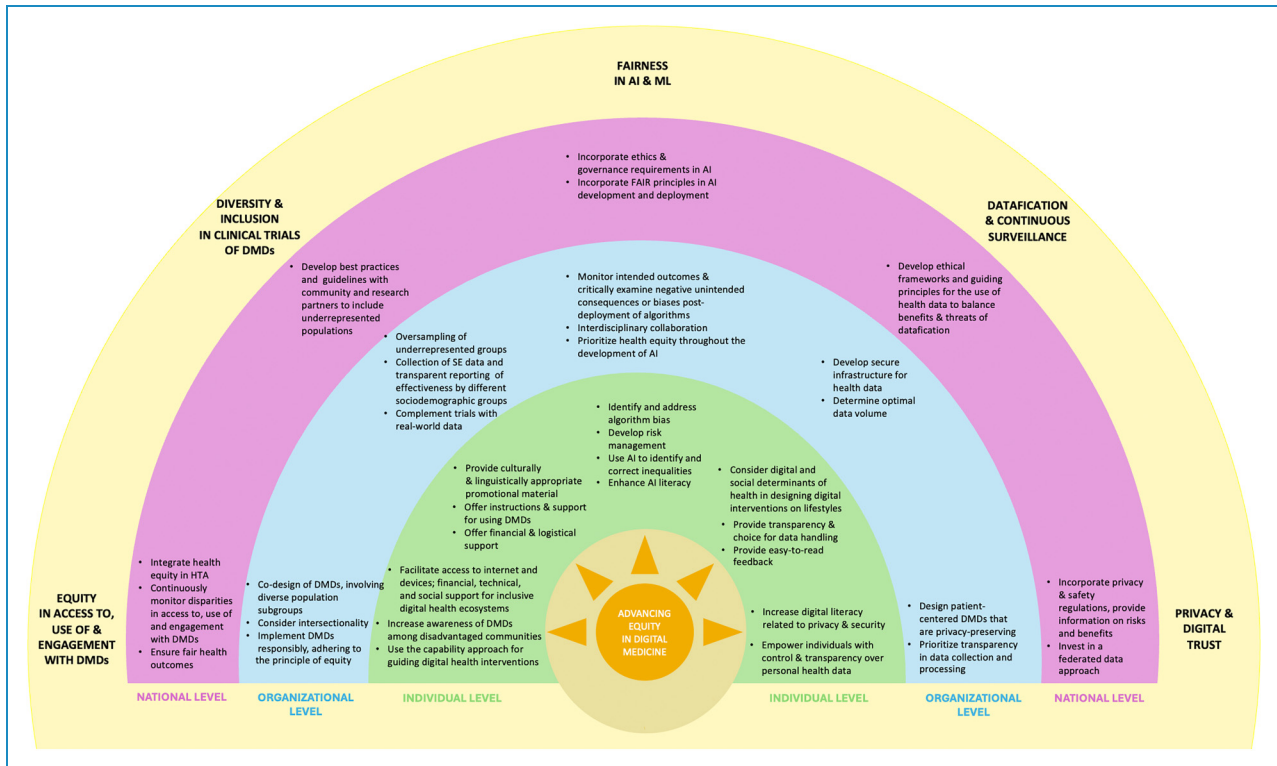 FAIRNESS
IN AI & ML
• Incorporate ethics &
governance requirements in AI
• Incorporate FAIR principles in AI
development and deployment
DIVERSITY &
INCLUSION
IN CLINICAL TRIALS
OF DMDs
DATAFICATION
& CONTINUOUS
SURVEILLANCE
• Develop best practices
and guidelines with
community and research
partners to include
underrepresented
populations
• Monitor intended outcomes &
critically examine negative unintended
consequences or biases post-
deployment of algorithms
• Interdisciplinary collaboration
• Prioritize health equity throughout the
development of AI
• Develop ethical
frameworks and guiding
principles for the use of
health data to balance
benefits & threats of
datafication
• Oversampling of
underrepresented groups
• Collection of SE data and
transparent reporting of
effectiveness by different
sociodemographic groups
• Complement trials with
real-world data
• Develop secure
infrastructure for
health data
• Determine optimal
data volume
• Identify and address
algorithm bias
• Develop risk
management
• Use AI to identify and
correct inequalities
• Enhance AI literacy
• Provide culturally
& linguistically appropriate
promotional material
• Offer instructions & support
for using DMDs
• Offer financial & logistical
support
• Consider digital and
social determinants of
health in designing digital
interventions on lifestyles
• Provide transparency &
choice for data handling
• Provide easy-to-read
feedback
EQUITY
IN ACCESS TO,
USE OF &
ENGAGEMENT
WITH DMDs
• Integrate health
equity in HTA
• Continuously
monitor disparities
in access to, use of
and engagement
with DMDs
• Ensure fair health
outcomes
• Co-design of DMDs, involving
diverse population
subgroups
• Consider intersectionality
• Implement DMDs
responsibly, adhering to
the principle of equity
• Facilitate access to internet and
devices; financial, technical,
and social support for inclusive
digital health ecosystems
• Increase awareness of DMDs
among disadvantaged communities
• Use the capability approach for
guiding digital health interventions
ADVANCING
EQUITY
IN DIGITAL
MEDICINE
• Increase digital literacy
related to privacy & security
• Empower individuals with
control & transparency over
personal health data
• Design patient-
centered DMDs that
are privacy-preserving
• Prioritize transparency
in data collection and
processing
• Incorporate privacy
& safety
regulations, provide
information on risks
and benefits
• Invest in a
federated data
approach
PRIVACY &
DIGITAL
TRUST
NATIONAL LEVEL
ORGANIZATIONAL
LEVEL
INDIVIDUAL LEVEL
INDIVIDUAL LEVEL
ORGANIZATIONAL
LEVEL
NATIONAL LEVEL